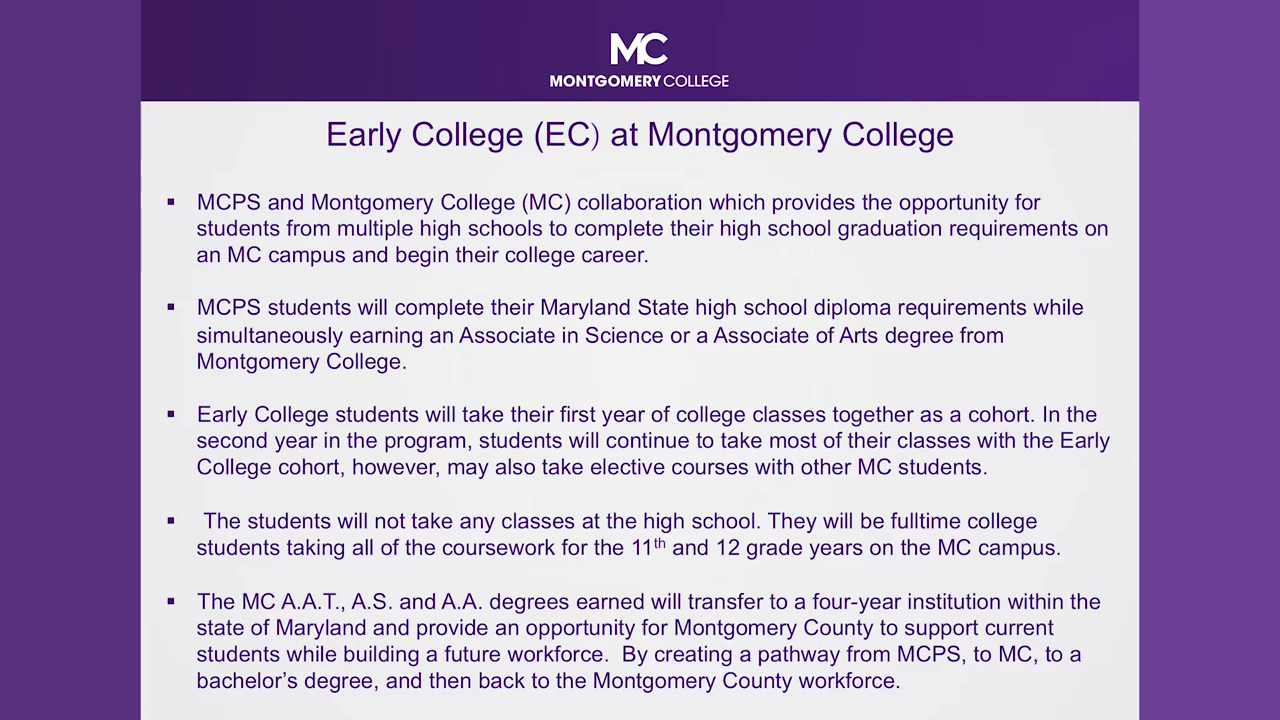 MC
MONTGOMERY COLLEGE
Early College (EC) at Montgomery College
▪ MCPS and Montgomery College (MC) collaboration which provides the opportunity for
students from multiple high schools to complete their high school graduation requirements on
an MC campus and begin their college career.
▪ MCPS students will complete their Maryland State high school diploma requirements while
simultaneously earning an Associate in Science or a Associate of Arts degree from
Montgomery College.
▪ Early College students will take their first year of college classes together as a cohort. In the
second year in the program, students will continue to take most of their classes with the Early
College cohort, however, may also take elective courses with other MC students.
▪ The students will not take any classes at the high school. They will be fulltime college
students taking all of the coursework for the 11th and 12 grade years on the MC campus.
▪ The MC A.A.T., A.S. and A.A. degrees earned will transfer to a four-year institution within the
state of Maryland and provide an opportunity for Montgomery County to support current
students while building a future workforce. By creating a pathway from MCPS, to MC, to a
bachelor’s degree, and then back to the Montgomery County workforce.